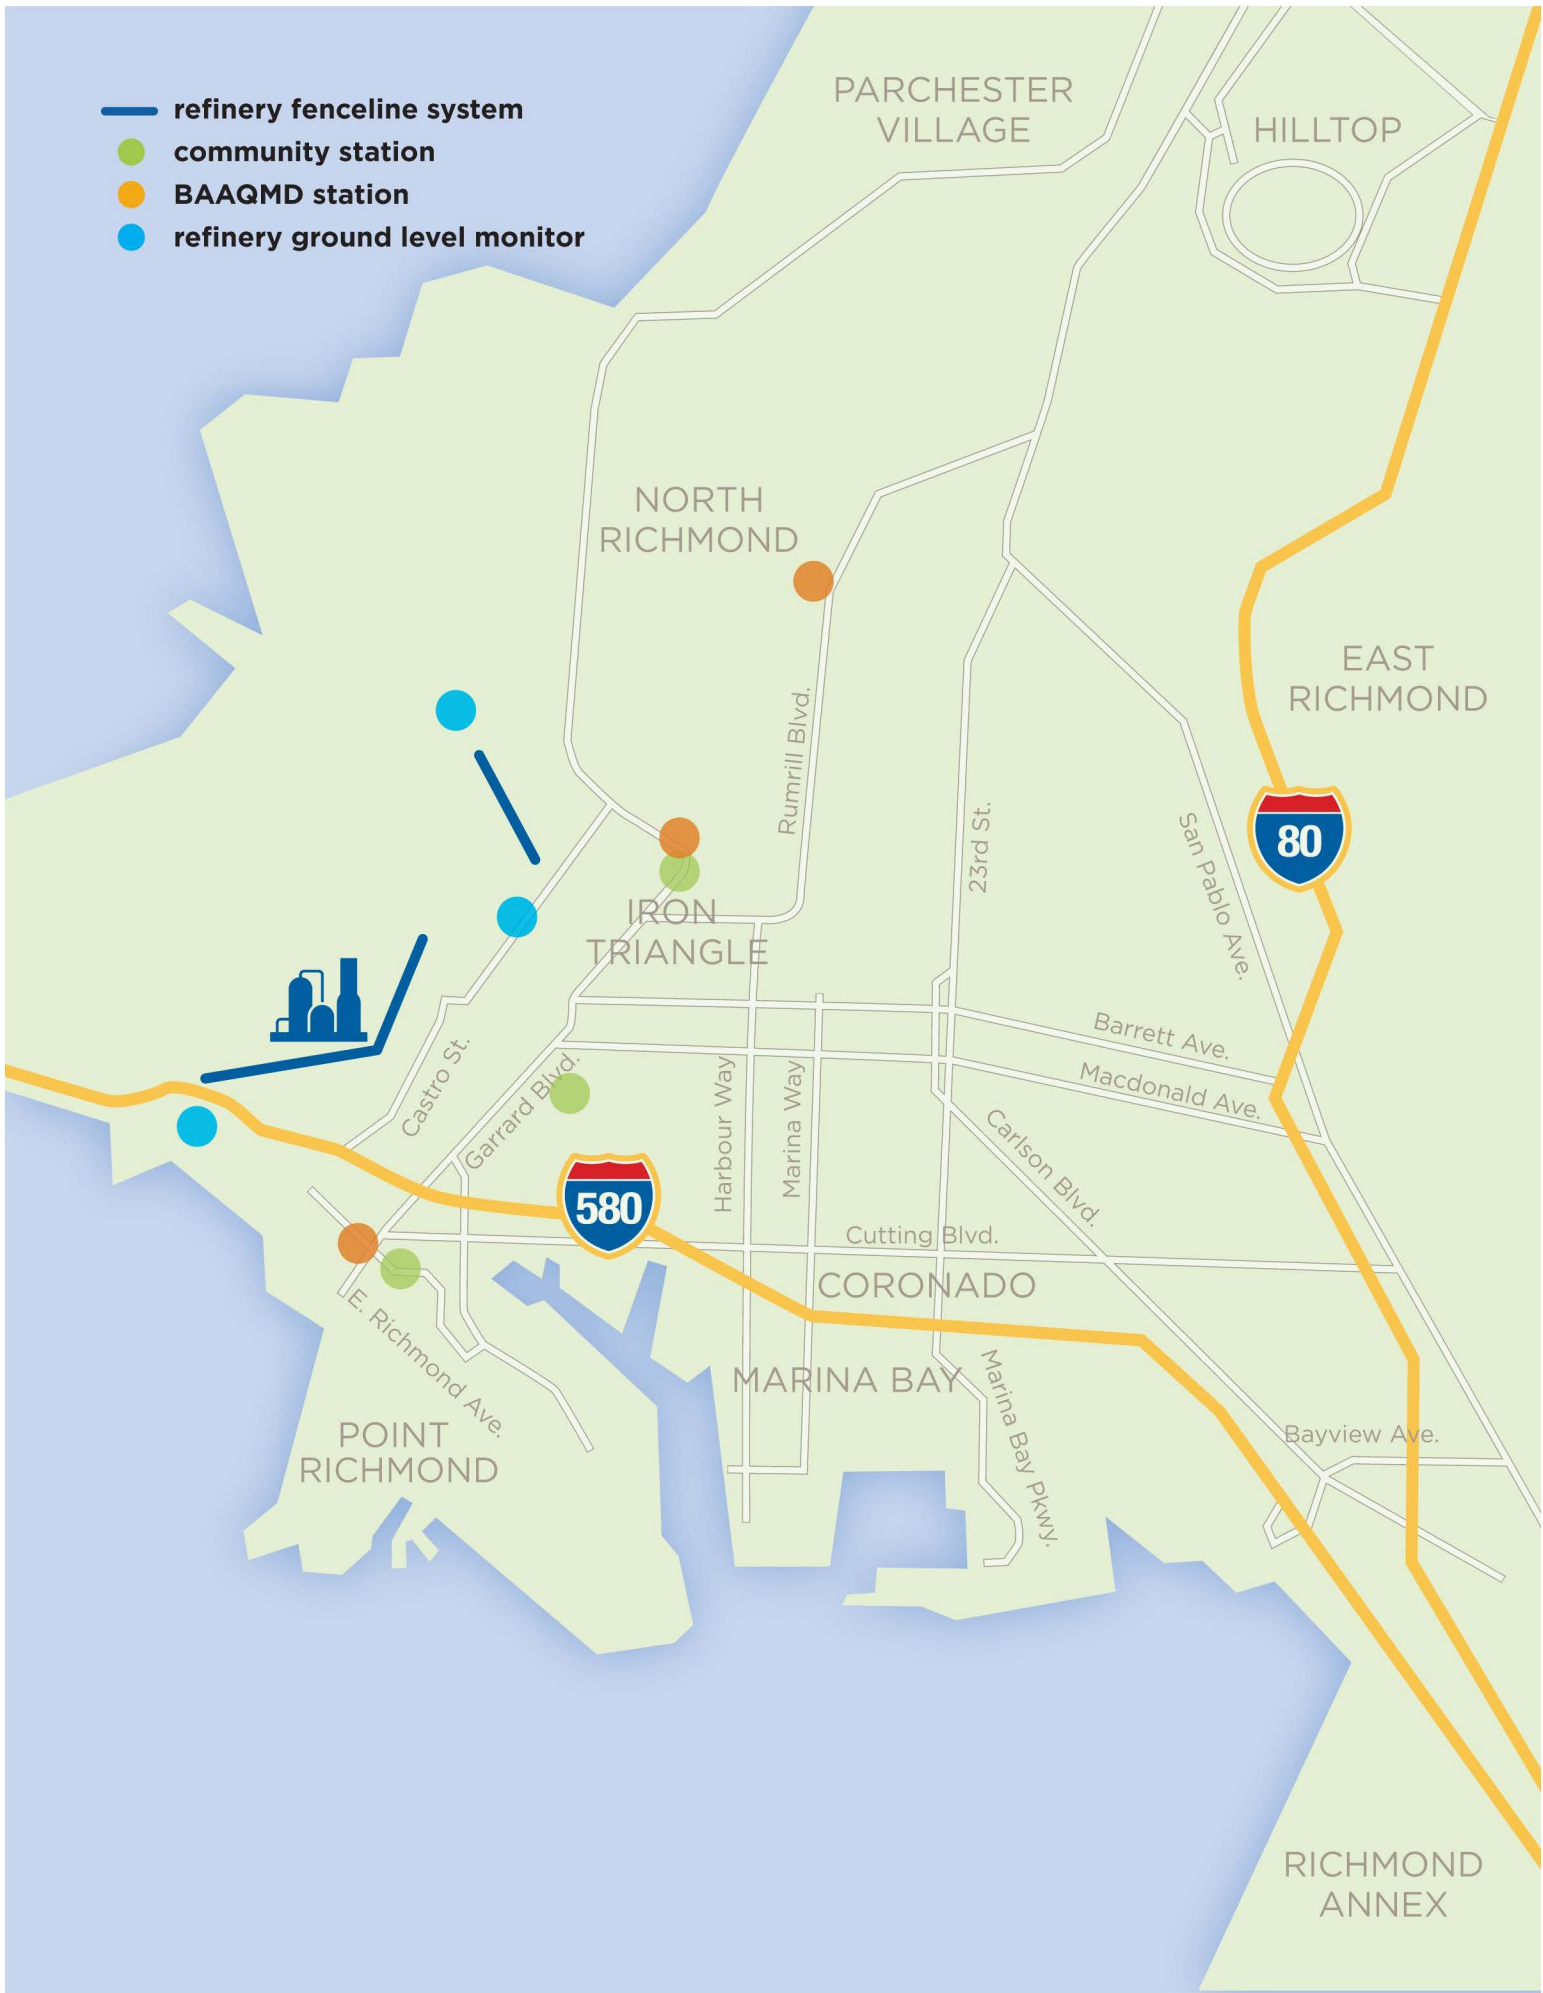 refinery fenceline system
community station
BAAQMD station
refinery ground level monitor
PARCHESTER
VILLAGE
HILLTOP
NORTH
RICHMOND
EAST
RICHMOND
Rumrill Blvd.
23rd St.
San Pablo Ave.
80
IRON
TRIANGLE
Barrett Ave.
Macdonald Ave.
Castro St.
Garrard Blvd.
Harbour Way
Marina Way
Carlson Blvd.
580
Cutting Blvd.
CORONADO
E. Richmond Ave.
MARINA BAY
Marina Bay Pkwy.
Bayview Ave.
POINT
RICHMOND
RICHMOND
ANNEX